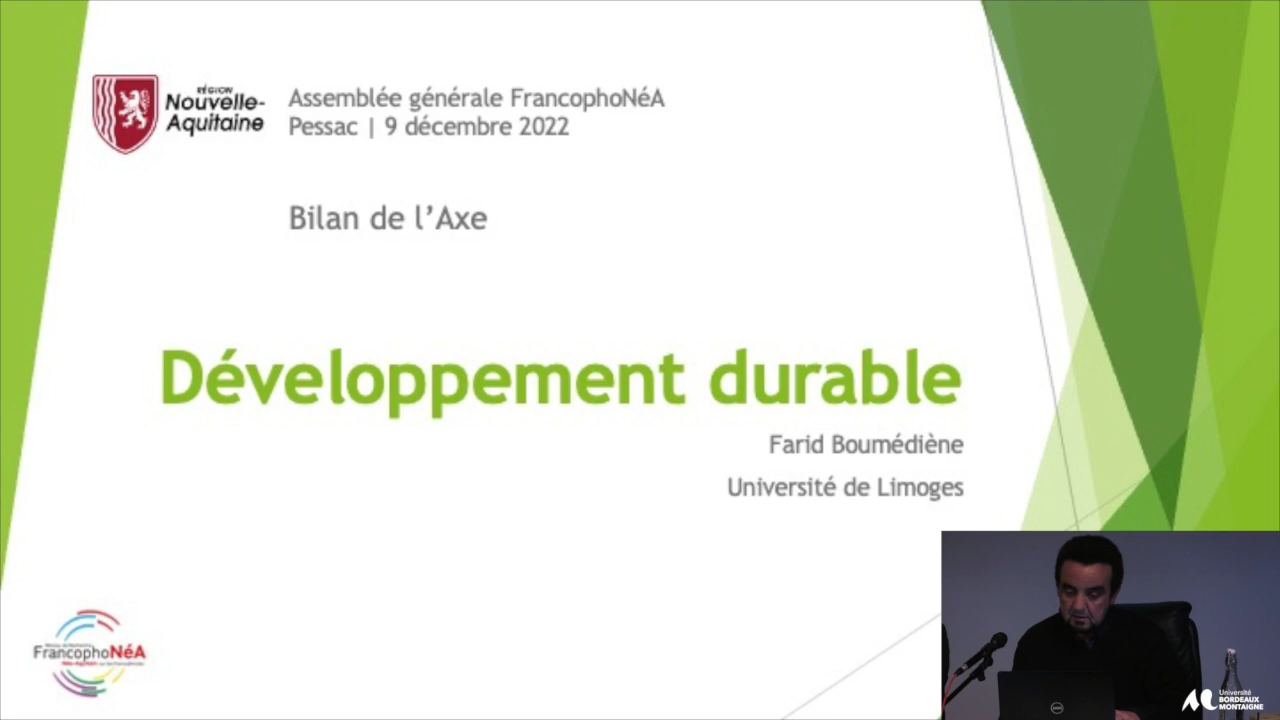 RÉGION
Nouvelle-
Aquitaine
Assemblée générale FrancophoNéA
Pessac | 9 décembre 2022
Bilan de l'Axe
Développement durable
Farid Boumédiène
Université de Limoges
FrancophoNéA
Université
BORDEAUX
MONTAIGNE